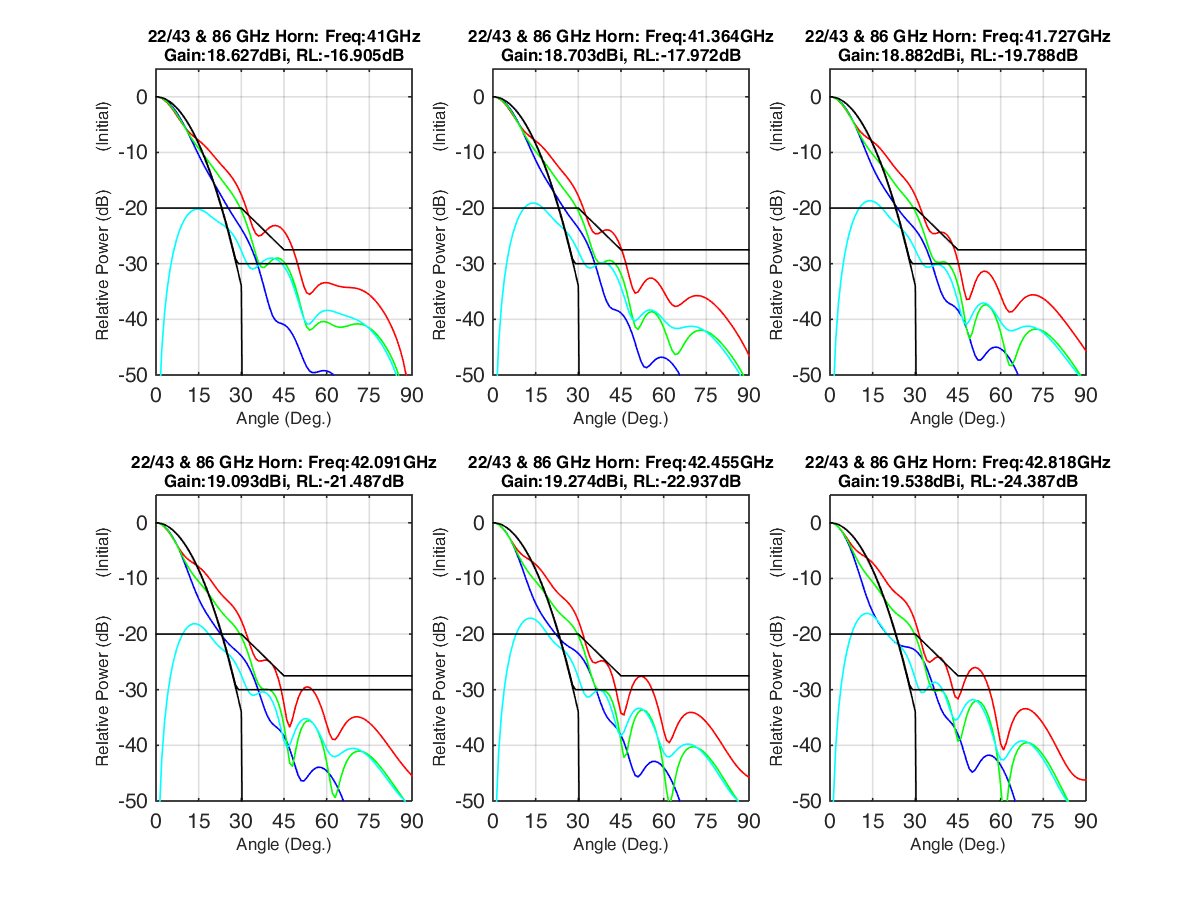 22/43 & 86 GHz Horn: Freq:41GHz
Gain:18.627dBi, RL:-16.905dB
0
-10
-20
-30
-40
-50
Relative Power (dB) (Initial)
0 15 30 45 60 75 90
Angle (Deg.)
22/43 & 86 GHz Horn: Freq:41.364GHz
Gain:18.703dBi, RL:-17.972dB
0
-10
-20
-30
-40
-50
Relative Power (dB) (Initial)
0 15 30 45 60 75 90
Angle (Deg.)
22/43 & 86 GHz Horn: Freq:41.727GHz
Gain:18.882dBi, RL:-19.788dB
0
-10
-20
-30
-40
-50
Relative Power (dB) (Initial)
0 15 30 45 60 75 90
Angle (Deg.)
22/43 & 86 GHz Horn: Freq:42.091GHz
Gain:19.093dBi, RL:-21.487dB
0
-10
-20
-30
-40
-50
Relative Power (dB) (Initial)
0 15 30 45 60 75 90
Angle (Deg.)
22/43 & 86 GHz Horn: Freq:42.455GHz
Gain:19.274dBi, RL:-22.937dB
0
-10
-20
-30
-40
-50
Relative Power (dB) (Initial)
0 15 30 45 60 75 90
Angle (Deg.)
22/43 & 86 GHz Horn: Freq:42.818GHz
Gain:19.538dBi, RL:-24.387dB
0
-10
-20
-30
-40
-50
Relative Power (dB) (Initial)
0 15 30 45 60 75 90
Angle (Deg.)